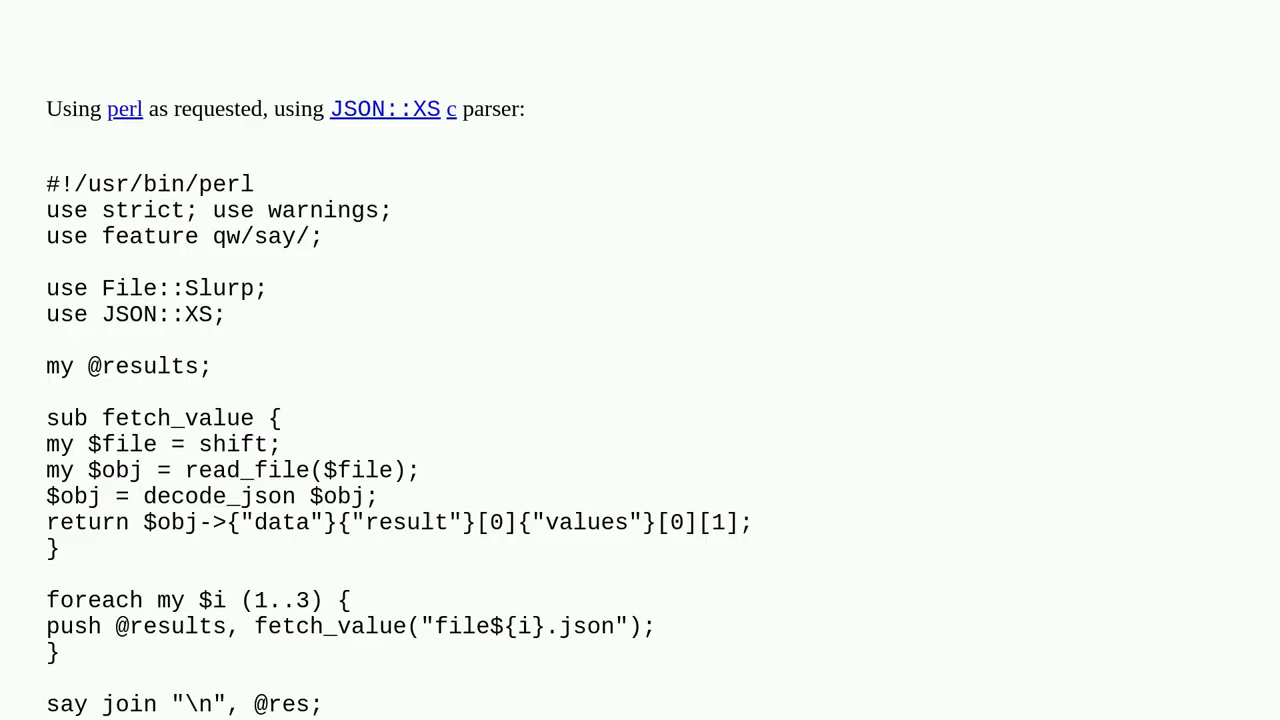 Using perl as requested, using JSON::XS c parser:
#!/usr/bin/perl
use strict; use warnings;
use feature qw/say/;
use File::Slurp;
use JSON::XS;
my @results;
sub fetch_value {
my $file = shift;
my $obj = read_file($file);
$obj = decode_json $obj;
return $obj->{"data"}{"result"}[0]{"values"}[0][1];
}
foreach my $i (1..3) {
push @results, fetch_value("file${i}.json");
}
say join "\n", @res;